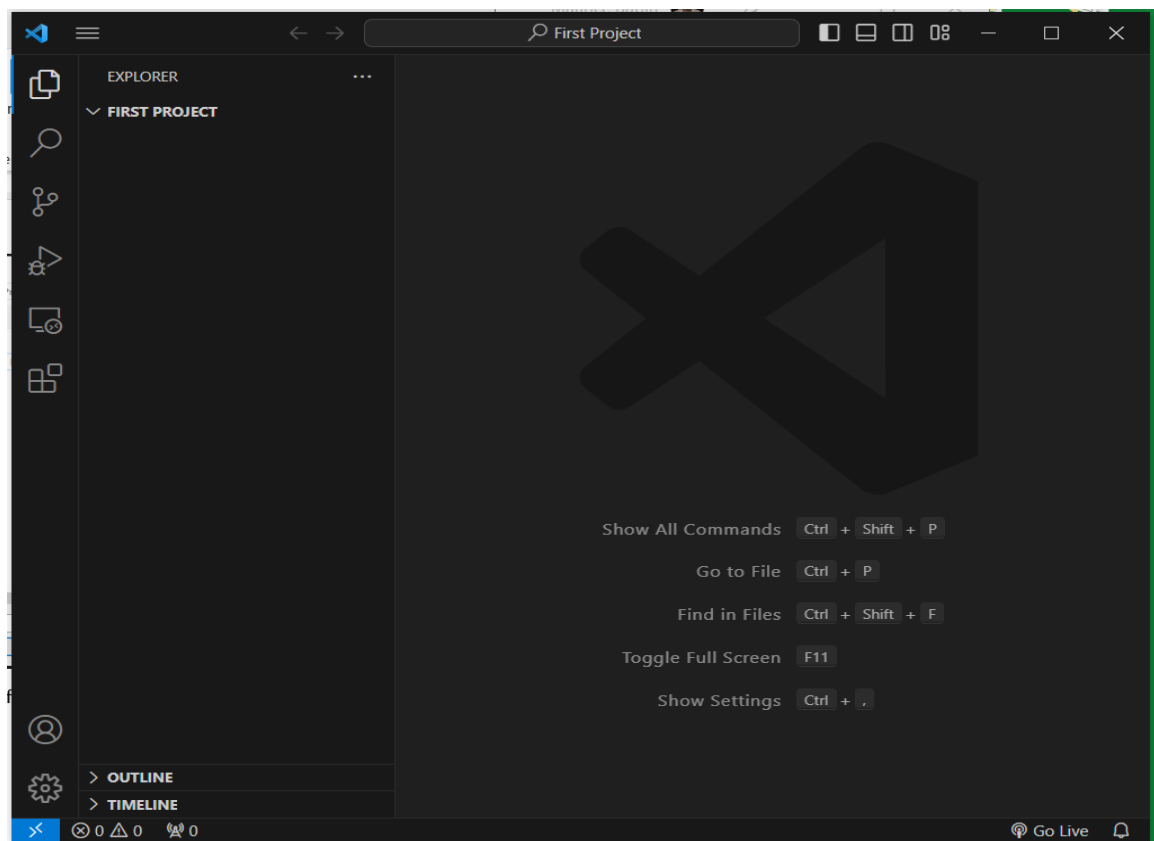 First Project
EXPLORER
FIRST PROJECT
Show All Commands Ctrl + Shift + P
Go to File Ctrl + P
Find in Files Ctrl + Shift + F
Toggle Full Screen F11
Show Settings Ctrl + ,
OUTLINE
TIMELINE
0 0 0 Go Live